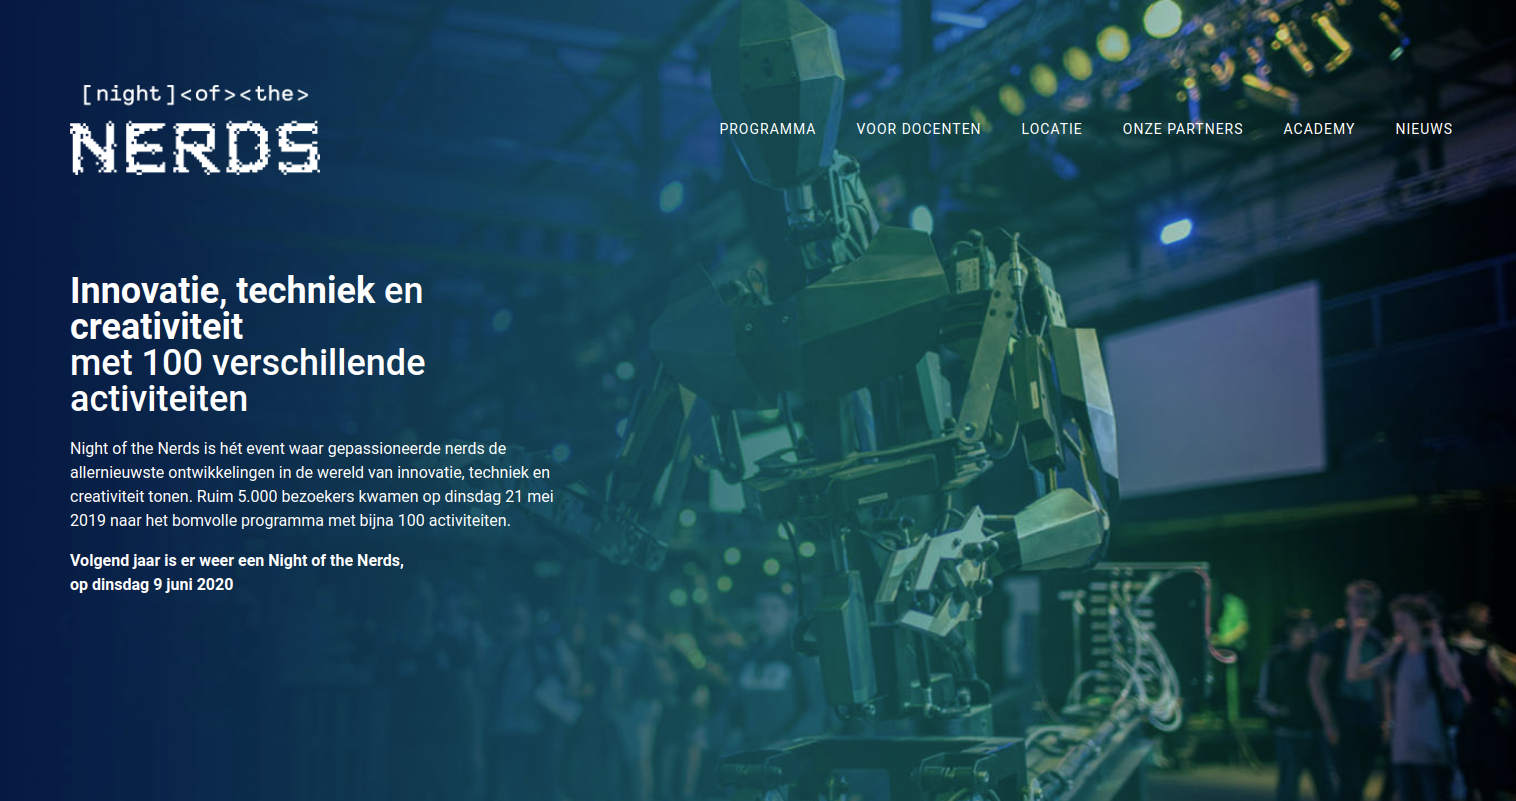 [night]<of><the>
NERDS
PROGRAMMA VOOR DOCENTEN LOCATIE ONZE PARTNERS ACADEMY NIEUWS
Innovatie, techniek en
creativiteit
met 100 verschillende
activiteiten
Night of the Nerds is hét event waar gepassioneerde nerds de
allernieuwste ontwikkelingen in de wereld van innovatie, techniek en
creativiteit tonen. Ruim 5.000 bezoekers kwamen op dinsdag 21 mei
2019 naar het bomvolle programma met bijna 100 activiteiten.
Volgend jaar is er weer een Night of the Nerds,
op dinsdag 9 juni 2020